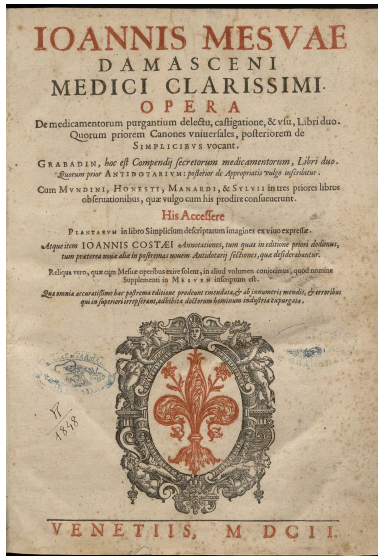 IOANNIS MESVAE
DAMASCENI
MEDICI CLARISSIMI.
OPERA
De medicamentorum purgantium delectu, castigatione, & vsu, Libri duo.
Quorum priorem Canones vniuersales, posteriorem de
SIMPLICIBVS vocant.
GRABADIN, hoc est Compendij secretorum medicamentorum, Libri duo.
Quorum prior ANTIDOTARIVM: posterior de Appropriatis vulgo inscribitur.
Cum MVNDINI, HONESTI, MANARDI, & SYLVII in tres priores libros
obseruationibus, quæ vulgo cum his prodire consueuerunt.
His Accessere
PLANTARVM in libro Simplicium descriptarum imagines ex viuo expressæ.
Atque item IOANNIS COSTÆI Annotationes, tum quas in editione priori dedimus,
tum præterea nouæ aliæ in postremas nouem Antidotarij sectiones, quæ desiderabantur.
Reliqua vero, quæ cum Mesuæ operibus exire solent, in aliud volumen coniecimus, quod nomine
Supplementi in MESVEN inscriptum est.
Quæ omnia accuratissime hac postrema editione prodeunt emendata, & ab innumeris mendis, & erroribus
qui in superiori irrepserant, adhibita doctorum hominum industria expurgata.
1848
VENETIIS, M DCII.